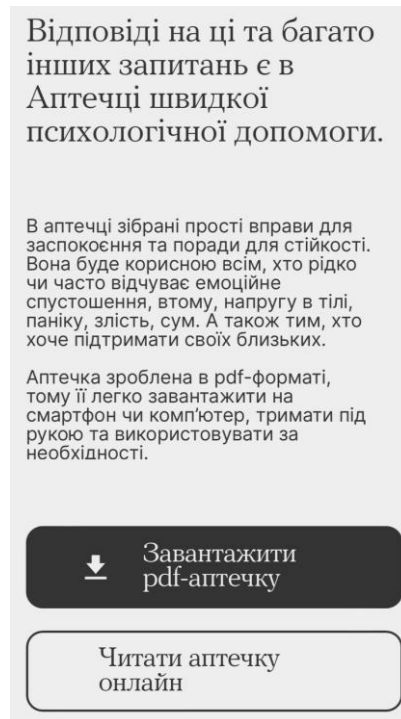 Відповіді на ці та багато
інших запитань є в
Аптечці швидкої
психологічної допомоги.
В аптечці зібрані прості вправи для
заспокоєння та поради для стійкості.
Вона буде корисною всім, хто рідко
чи часто відчуває емоційне
спустошення, втому, напругу в тілі,
паніку, злість, сум. А також тим, хто
хоче підтримати своїх близьких.
Аптечка зроблена в pdf-форматі,
тому її легко завантажити на
смартфон чи комп’ютер, тримати під
рукою та використовувати за
необхідності.
Завантажити
pdf-аптечку
Читати аптечку
онлайн